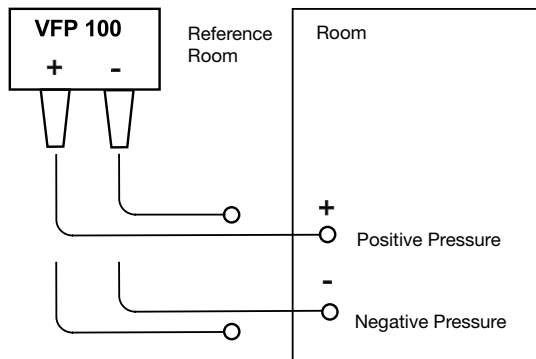 VFP 100
+ -
Reference
Room
Room
+
Positive Pressure
-
Negative Pressure